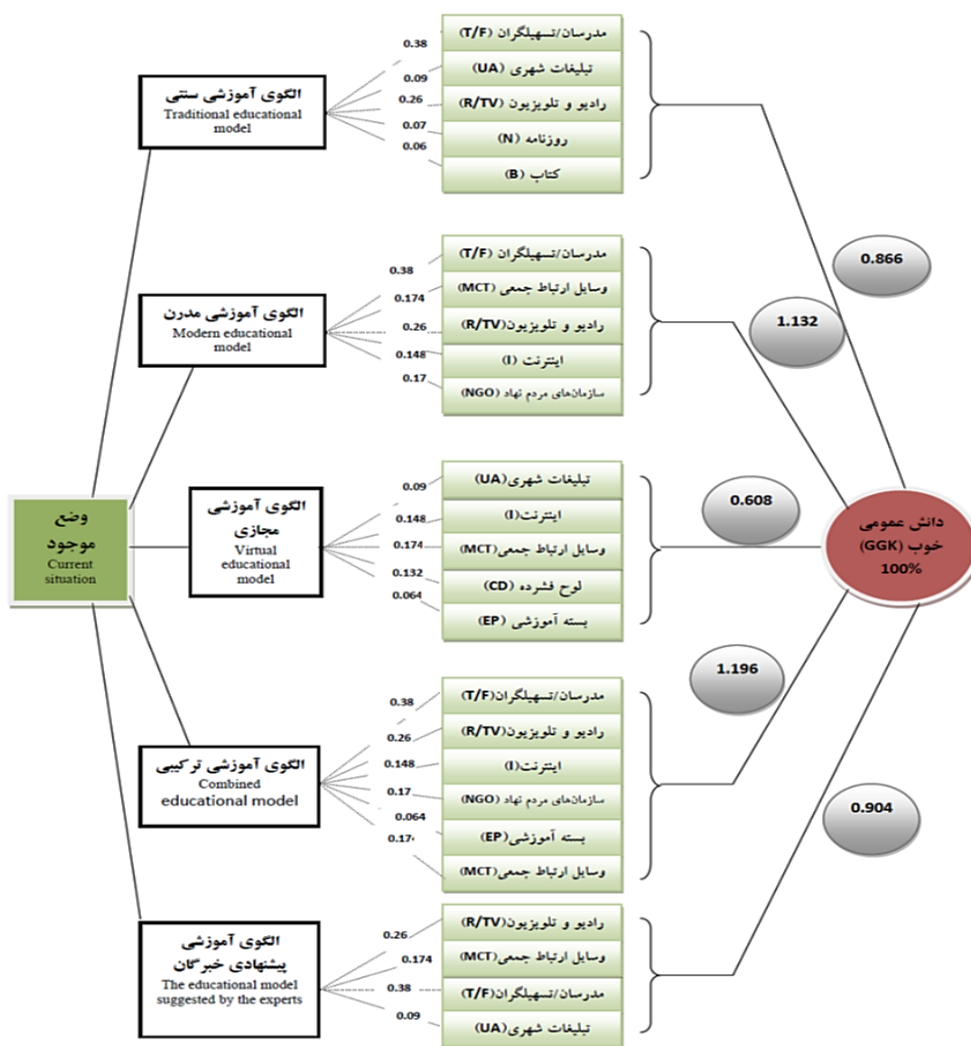 وضع
موجود
Current
situation
الگوی آموزشی سنتی
Traditional educational
model
0.38
0.09
0.26
0.07
0.06
مدرسان/تسهیلگران (T/F)
تبلیغات شهری (UA)
رادیو و تلویزیون (R/TV)
روزنامه (N)
کتاب (B)
0.866
الگوی آموزشی مدرن
Modern educational
model
0.38
0.174
0.26
0.148
0.17
مدرسان/تسهیلگران (T/F)
وسایل ارتباط جمعی (MCT)
رادیو و تلویزیون(R/TV)
اینترنت (I)
سازمان‌های مردم نهاد (NGO)
1.132
الگوی آموزشی
مجازی
Virtual
educational
model
0.09
0.148
0.174
0.132
0.064
تبلیغات شهری(UA)
اینترنت(I)
وسایل ارتباط جمعی(MCT)
لوح فشرده (CD)
بسته آموزشی (EP)
0.608
الگوی آموزشی ترکیبی
Combined
educational model
0.38
0.26
0.148
0.17
0.064
0.174
مدرسان/تسهیلگران(T/F)
رادیو و تلویزیون(R/TV)
اینترنت(I)
سازمان‌های مردم نهاد (NGO)
بسته آموزشی(EP)
وسایل ارتباط جمعی(MCT)
1.196
الگوی آموزشی
پیشنهادی خبرگان
The educational model
suggested by the experts
0.26
0.174
0.38
0.09
رادیو و تلویزیون(R/TV)
وسایل ارتباط جمعی(MCT)
مدرسان/تسهیلگران(T/F)
تبلیغات شهری(UA)
0.904
دانش عمومی
خوب (GGK)
100%